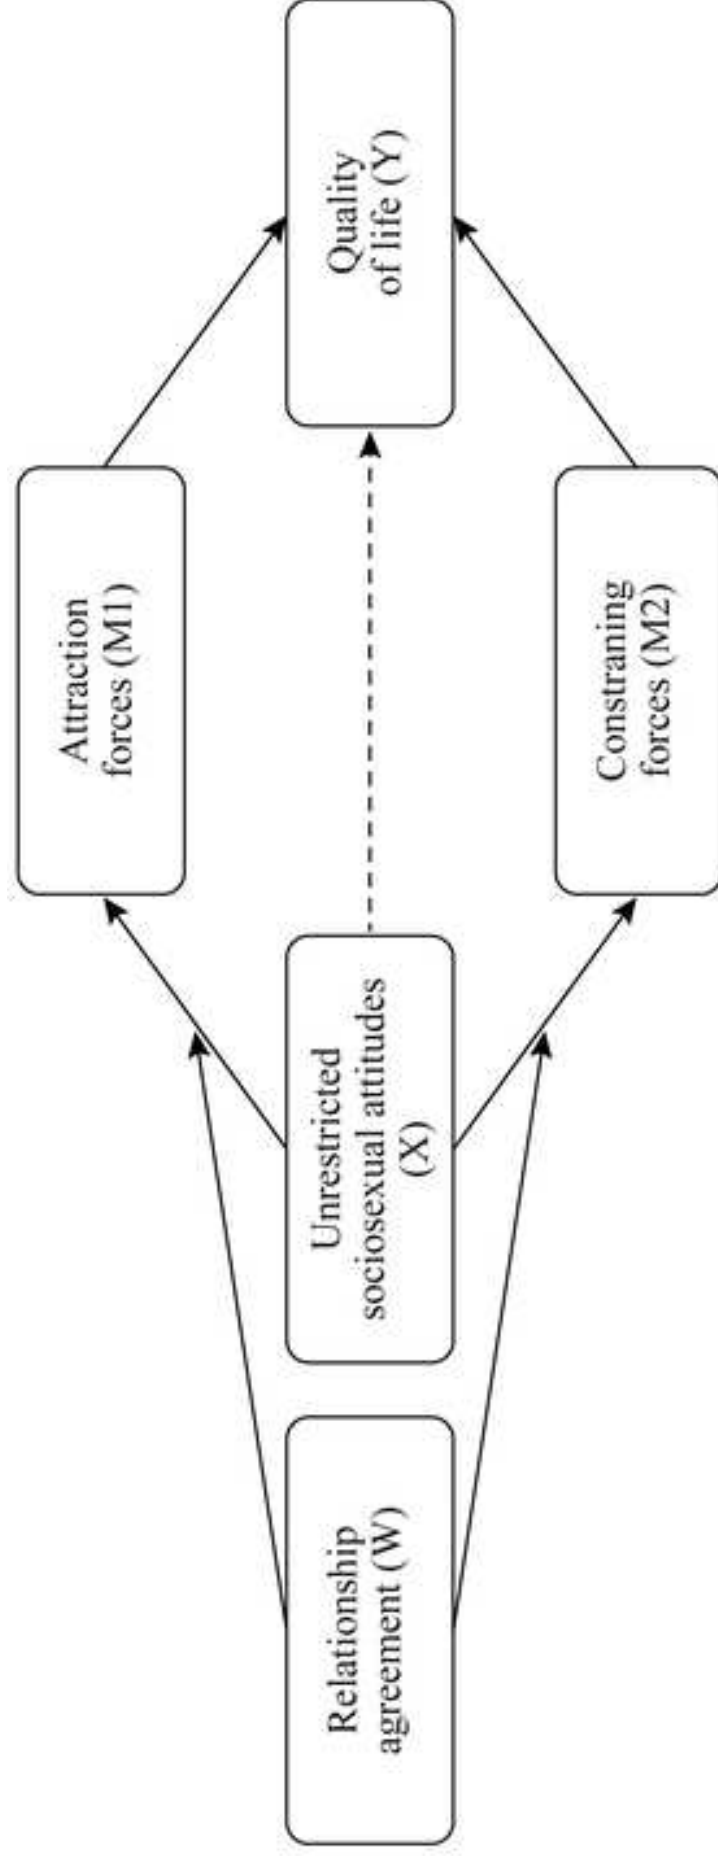 Relationship
agreement (W)
Unrestricted
sociosexual attitudes
(X)
Attraction
forces (M1)
Constraning
forces (M2)
Quality
of life (Y)